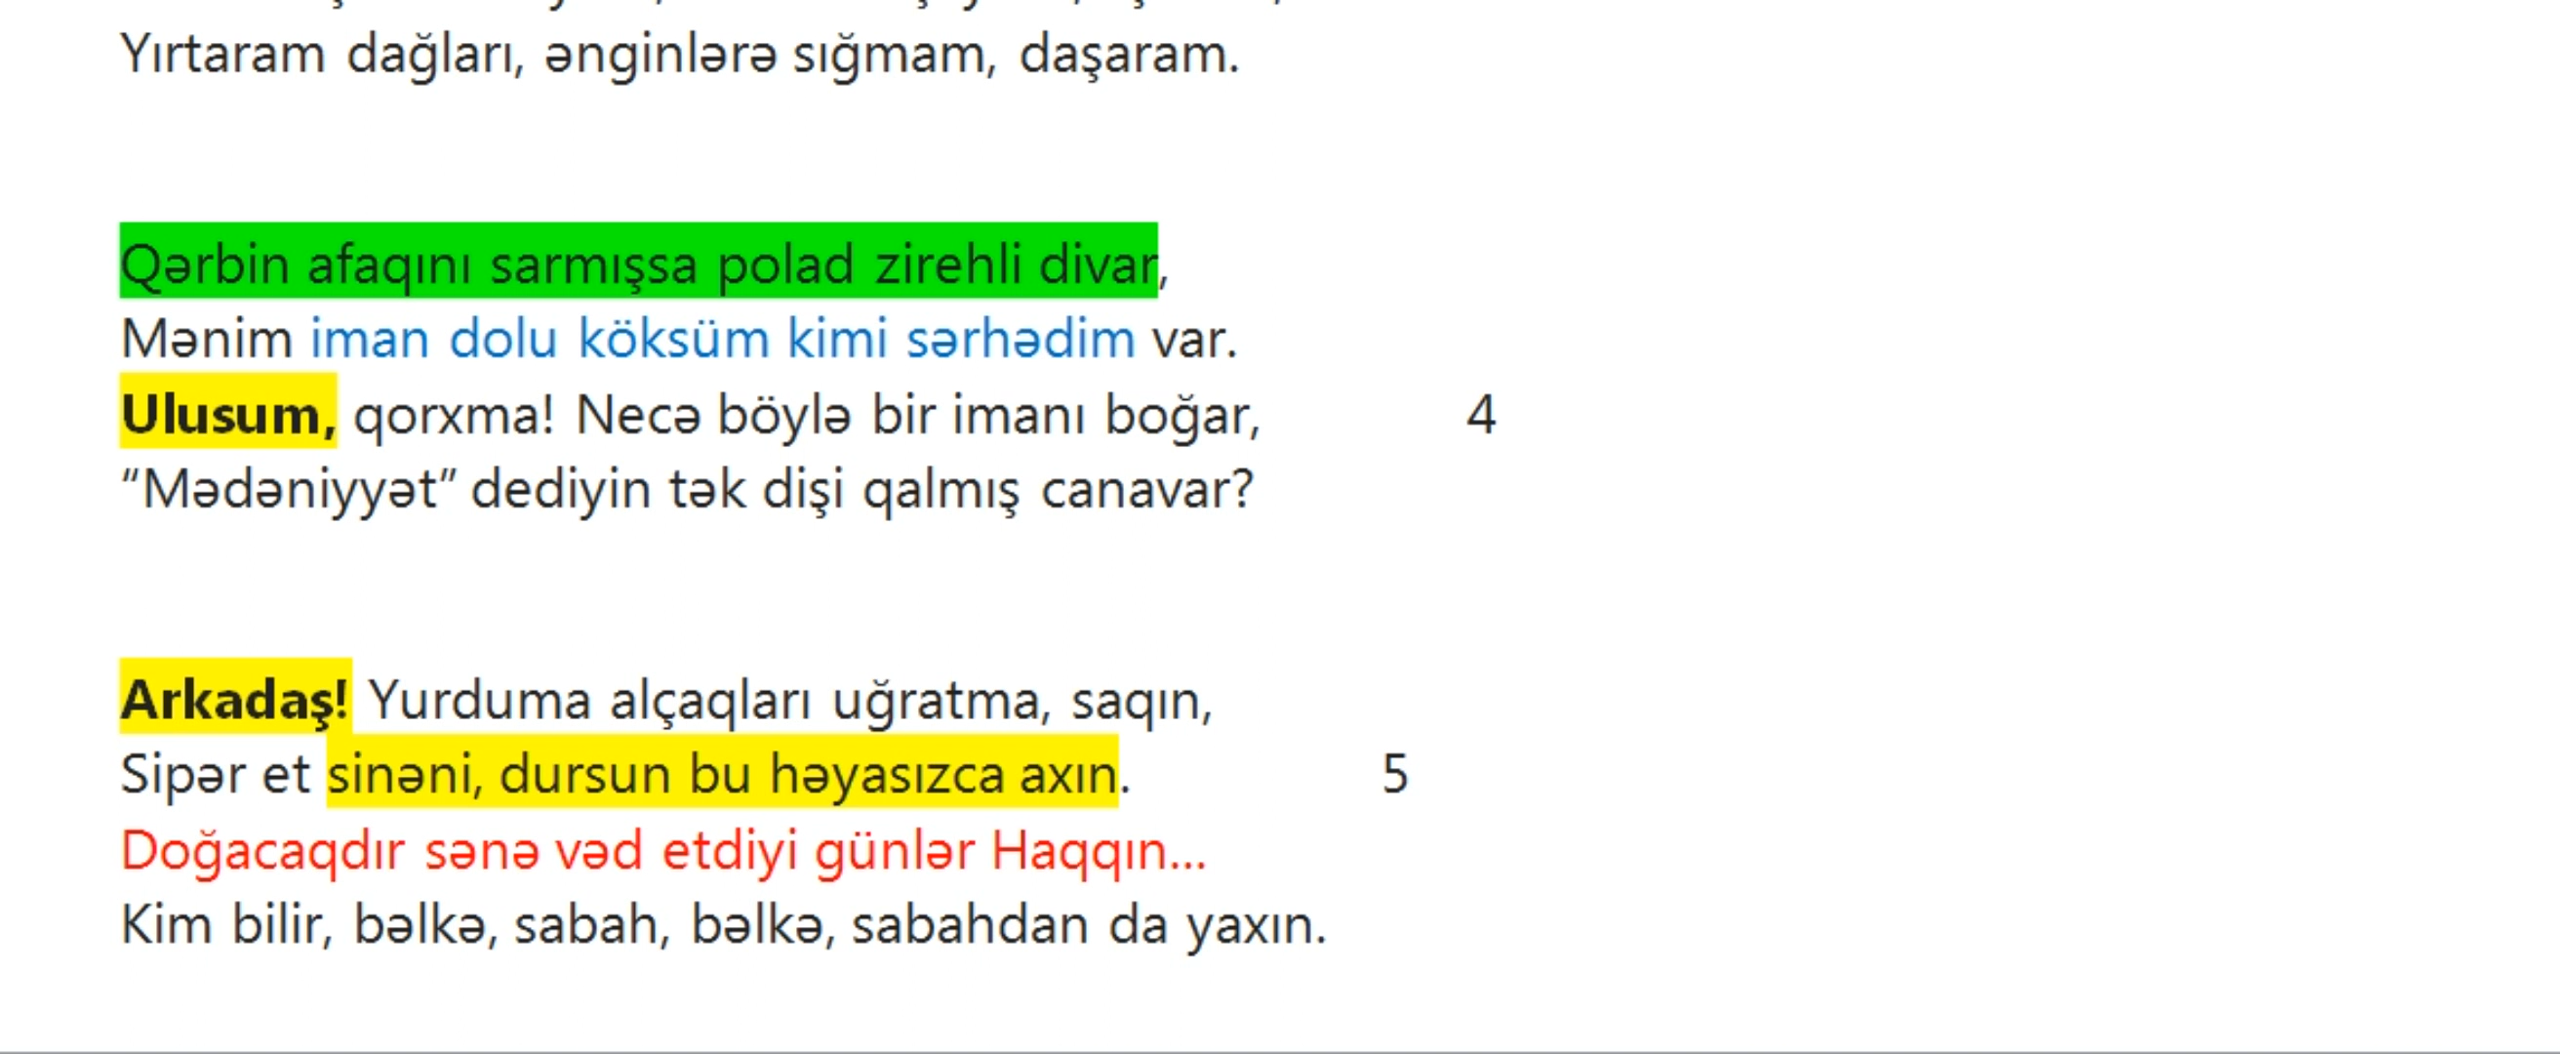 Yırtaram dağları, ənginlərə sığmam, daşaram.
Qərbin afaqını sarmışsa polad zirehli divar,
Mənim iman dolu köksüm kimi sərhədim var.
Ulusum, qorxma! Necə böylə bir imanı boğar, 4
“Mədəniyyət” dediyin tək dişi qalmış canavar?
Arkadaş! Yurduma alçaqları uğratma, saqın,
Sipər et sinəni, dursun bu həyasızca axın. 5
Doğacaqdır sənə vəd etdiyi günlər Haqqın...
Kim bilir, bəlkə, sabah, bəlkə, sabahdan da yaxın.